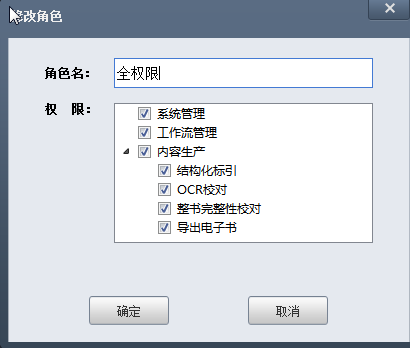 修改角色
角色名：
全权限
权 限：
系统管理
工作流管理
内容生产
结构化标引
OCR校对
整书完整性校对
导出电子书
确定
取消